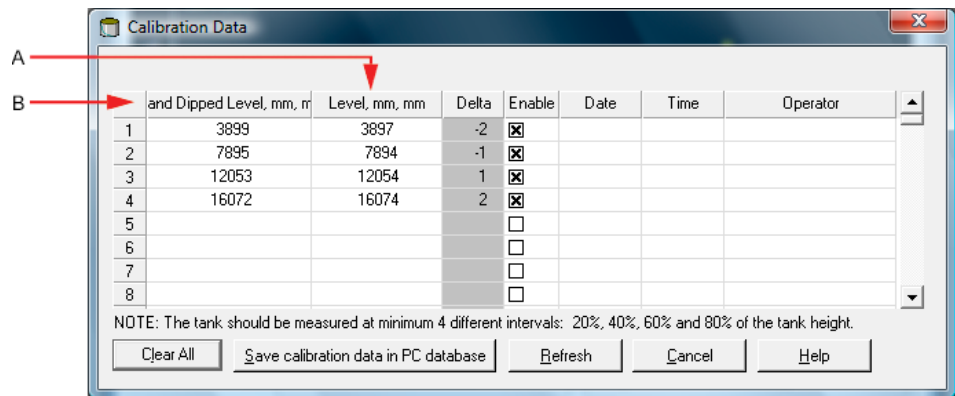 Calibration Data
A
B
and Dipped Level, mm, m Level, mm, mm Delta Enable Date Time Operator
1 3899 3897 -2
2 7895 7894 -1
3 12053 12054 1
4 16072 16074 2
5
6
7
8
NOTE: The tank should be measured at minimum 4 different intervals: 20%, 40%, 60% and 80% of the tank height.
Clear All Save calibration data in PC database Refresh Cancel Help